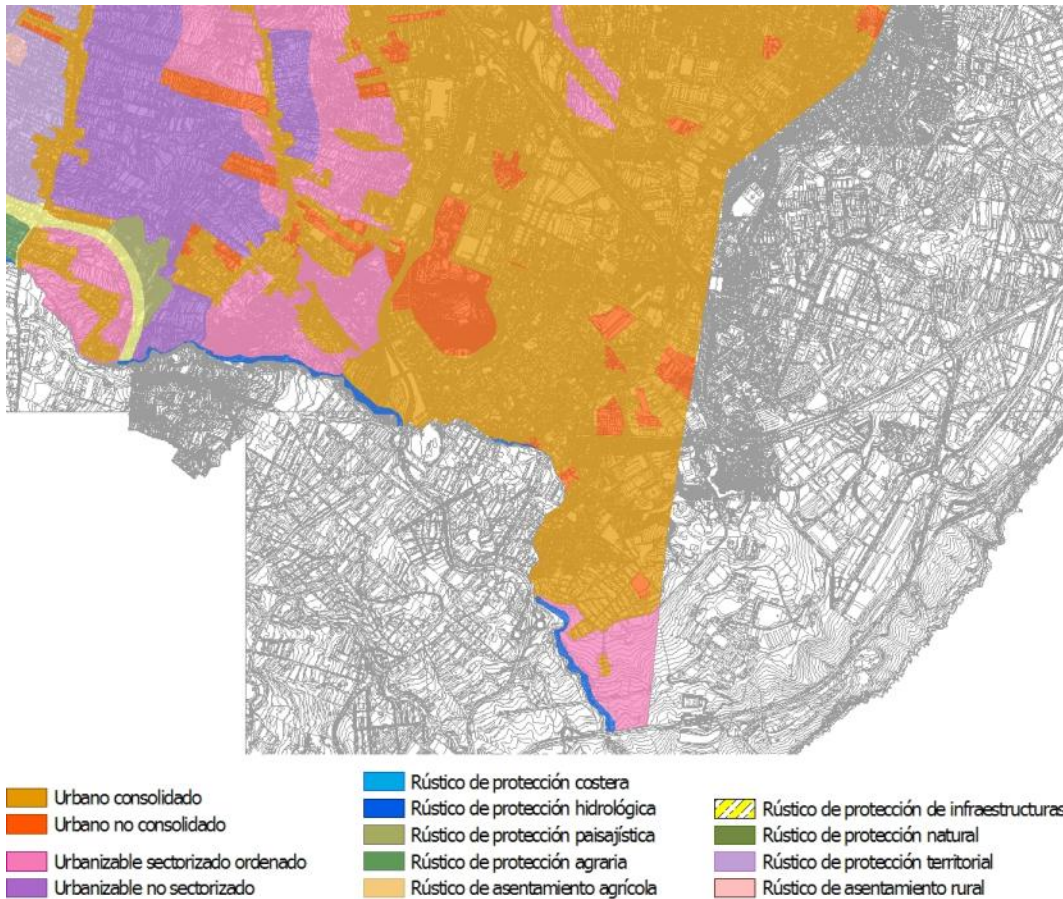 Urbano consolidado
Urbano no consolidado
Urbanizable sectorizado ordenado
Urbanizable no sectorizado
Rústico de protección costera
Rústico de protección hidrológica
Rústico de protección paisajística
Rústico de protección agraria
Rústico de asentamiento agrícola
Rústico de protección de infraestructuras
Rústico de protección natural
Rústico de protección territorial
Rústico de asentamiento rural